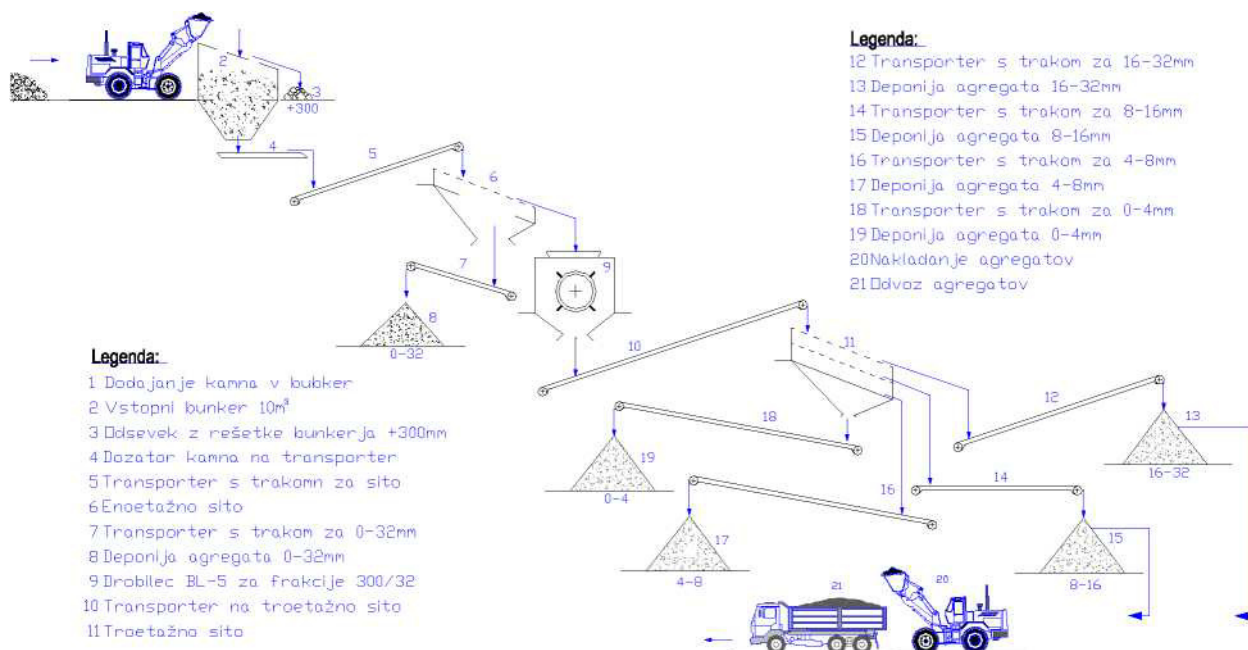 Legenda:
12 Transporter s trakom za 16-32mm
13 Deponija agregata 16-32mm
14 Transporter s trakom za 8-16mm
15 Deponija agregata 8-16mm
16 Transporter s trakom za 4-8mm
17 Deponija agregata 4-8mm
18 Transporter s trakom za 0-4mm
19 Deponija agregata 0-4mm
20 Nakladanje agregatov
21 Odvoz agregatov
2
3
+300
4
5
6
7
8
0-32
9
10
11
12
13
16-32
18
19
0-4
16
14
17
4-8
15
8-16
21
20
Legenda:
1 Dodajanje kamna v bubker
2 Vstopni bunker 10m³
3 Odsevek z rešetke bunkerja +300mm
4 Dozator kamna na transporter
5 Transporter s trakomn za sito
6 Enoetažno sito
7 Transporter s trakom za 0-32mm
8 Deponija agregata 0-32mm
9 Drobilec BL-5 za frakcije 300/32
10 Transporter na troetažno sito
11 Troetažno sito